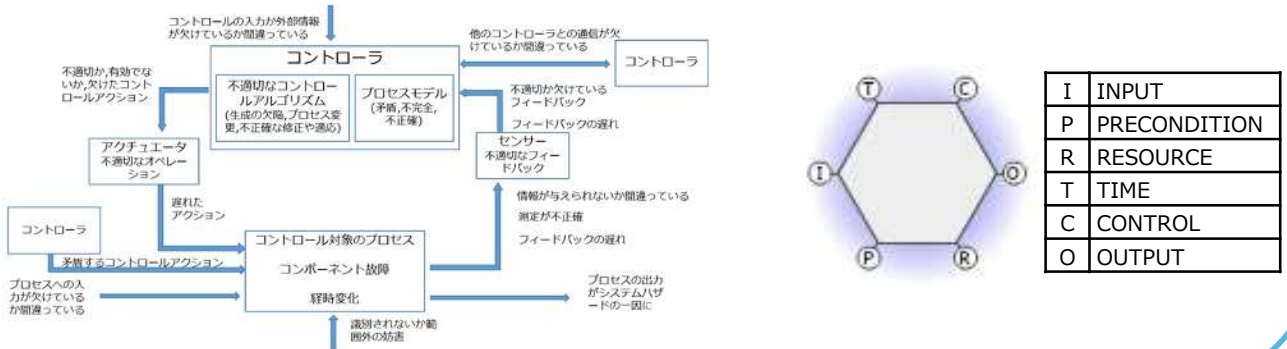 コントロールの入力か外部情報
が欠けているか間違っている
コントローラ
不適切なコントロー
ルアルゴリズム
(生成の欠陥,プロセス変
更,不正確な修正や適応)
プロセスモデル
(矛盾,不完全,
不正確)
他のコントローラとの通信が欠
けているか間違っている
コントローラ
不適切か,有効でな
いか,欠けたコント
ロールアクション
不適切か欠けている
フィードバック
フィードバックの遅れ
アクチュエータ
不適切なオペレー
ション
センサー
不適切なフィー
ドバック
遅れた
アクション
情報が与えられないか間違っている
測定が不正確
フィードバックの遅れ
コントローラ
矛盾するコントロールアクション
コントロール対象のプロセス
コンポーネント故障
経時変化
プロセスへの入
力が欠けている
か間違っている
プロセスの出力
がシステムハザ
ードの一因に
識別されないか範
囲外の妨害
T
C
I
O
P
R
I INPUT
P PRECONDITION
R RESOURCE
T TIME
C CONTROL
O OUTPUT